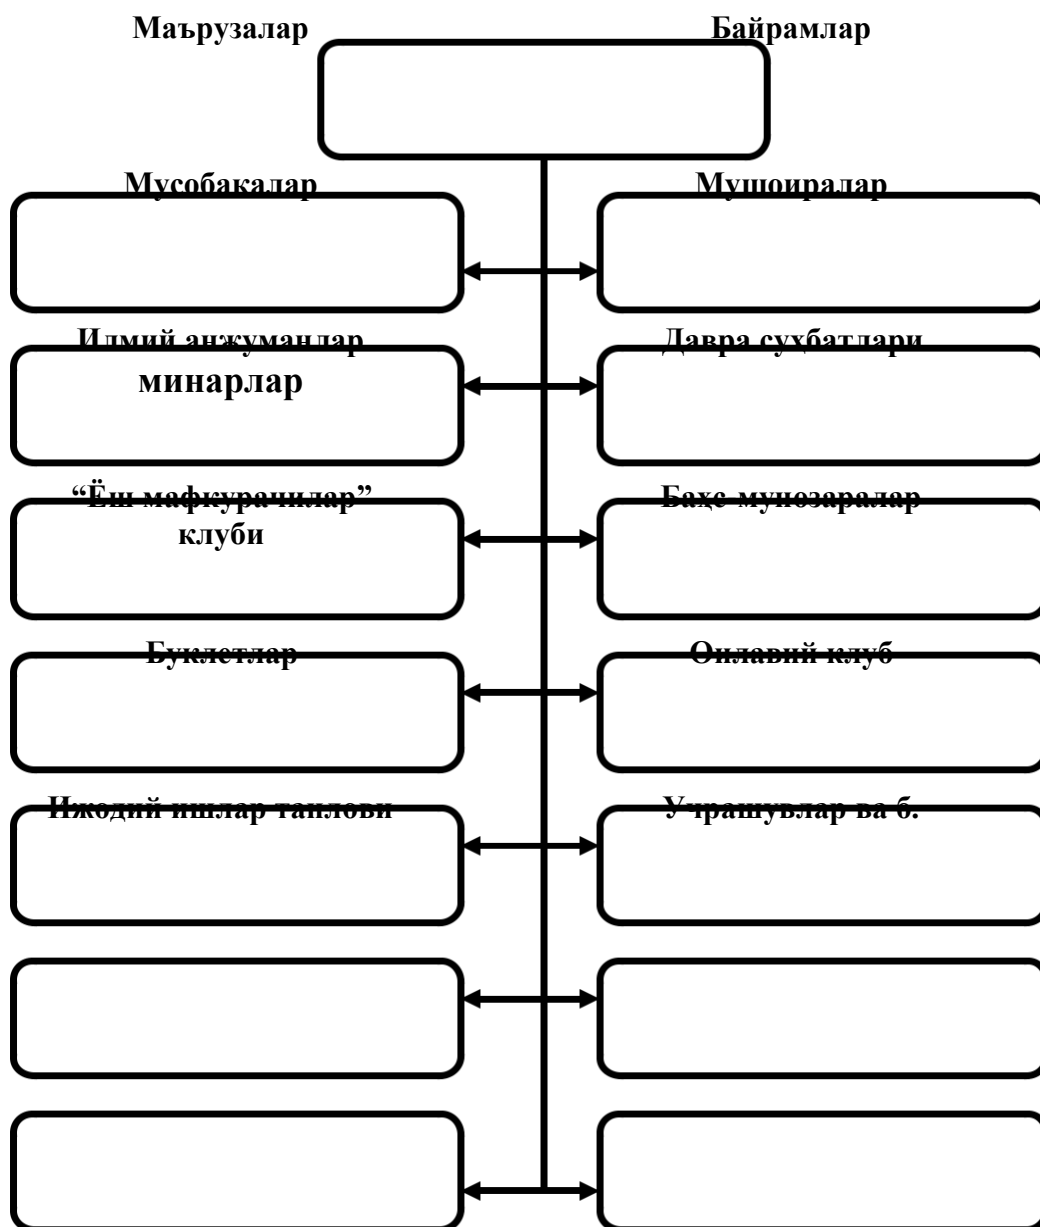 Маърузалар
Байрамлар
Мусобакалар
Мушоиралар
Илмий анжуманлар
Давра суҳбатлари
минарлар
“Ёш мафкурачилар”
клуби
Баҳс-мунозаралар
Буклетлар
Оилавий клуб
Ижодий ишлар танлови
Учрашувлар ва б.